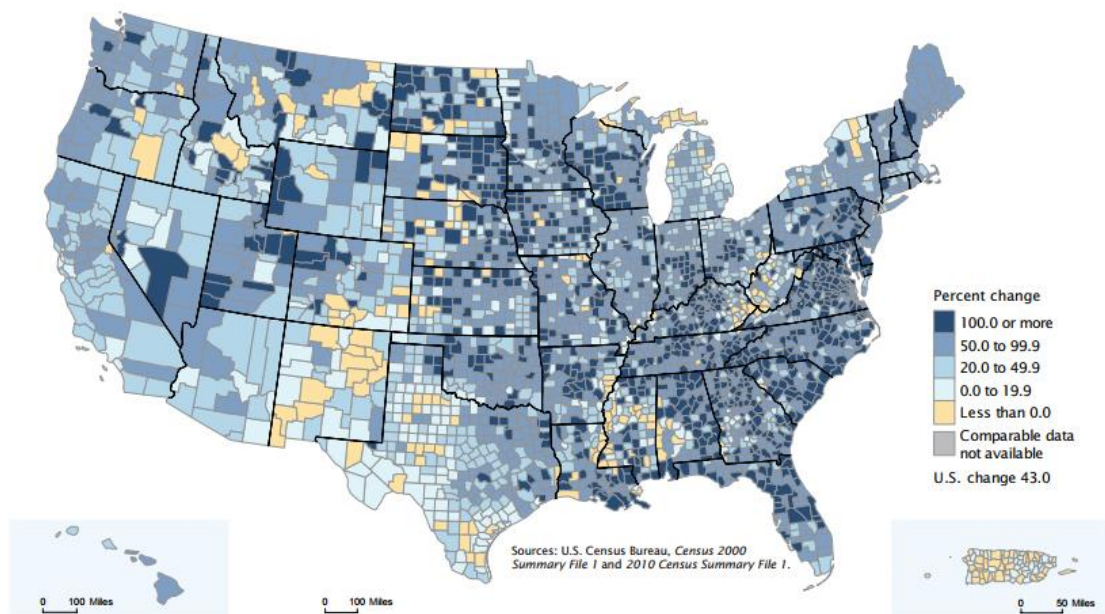 Percent change
100.0 or more
50.0 to 99.9
20.0 to 49.9
0.0 to 19.9
Less than 0.0
Comparable data
not available
U.S. change 43.0
Sources: U.S. Census Bureau, Census 2000
Summary File 1 and 2010 Census Summary File 1.
0 100 Miles
0 100 Miles
0 50 Miles